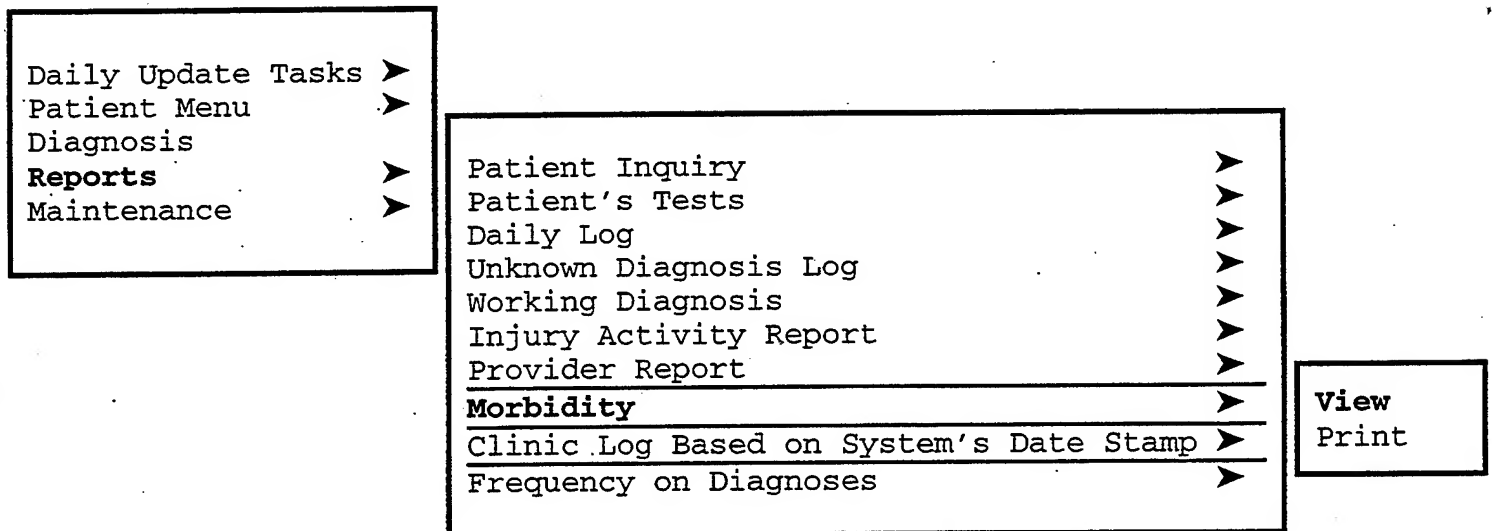 Daily Update Tasks ➤
Patient Menu ➤
Diagnosis
Reports ➤
Maintenance ➤
Patient Inquiry ➤
Patient's Tests ➤
Daily Log ➤
Unknown Diagnosis Log ➤
Working Diagnosis ➤
Injury Activity Report ➤
Provider Report ➤
Morbidity ➤
Clinic Log Based on System's Date Stamp ➤
Frequency on Diagnoses ➤
View
Print